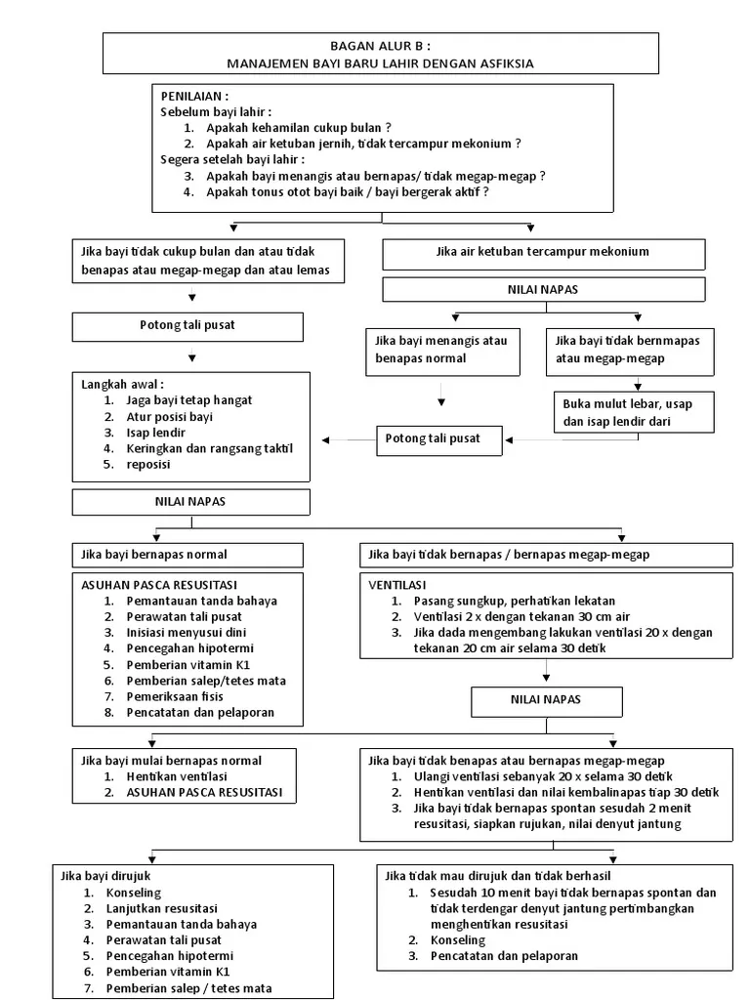 BAGAN ALUR B :
MANAJEMEN BAYI BARU LAHIR DENGAN ASFIKSIA
PENILAIAN :
Sebelum bayi lahir :
1. Apakah kehamilan cukup bulan ?
2. Apakah air ketuban jernih, tidak tercampur mekonium ?
Segera setelah bayi lahir :
3. Apakah bayi menangis atau bernapas/ tidak megap-megap ?
4. Apakah tonus otot bayi baik / bayi bergerak aktif ?
Jika bayi tidak cukup bulan dan atau tidak
benapas atau megap-megap dan atau lemas
Jika air ketuban tercampur mekonium
NILAI NAPAS
Potong tali pusat
Jika bayi menangis atau
benapas normal
Jika bayi tidak bernmapas
atau megap-megap
Langkah awal :
1. Jaga bayi tetap hangat
2. Atur posisi bayi
3. Isap lendir
4. Keringkan dan rangsang taktil
5. reposisi
Buka mulut lebar, usap
dan isap lendir dari
Potong tali pusat
NILAI NAPAS
Jika bayi bernapas normal
Jika bayi tidak bernapas / bernapas megap-megap
ASUHAN PASCA RESUSITASI
1. Pemantauan tanda bahaya
2. Perawatan tali pusat
3. Inisiasi menyusui dini
4. Pencegahan hipotermi
5. Pemberian vitamin K1
6. Pemberian salep/tetes mata
7. Pemeriksaan fisis
8. Pencatatan dan pelaporan
VENTILASI
1. Pasang sungkup, perhatikan lekatan
2. Ventilasi 2 x dengan tekanan 30 cm air
3. Jika dada mengembang lakukan ventilasi 20 x dengan
tekanan 20 cm air selama 30 detik
NILAI NAPAS
Jika bayi mulai bernapas normal
1. Hentikan ventilasi
2. ASUHAN PASCA RESUSITASI
Jika bayi tidak benapas atau bernapas megap-megap
1. Ulangi ventilasi sebanyak 20 x selama 30 detik
2. Hentikan ventilasi dan nilai kembalinapas tiap 30 detik
3. Jika bayi tidak bernapas spontan sesudah 2 menit
resusitasi, siapkan rujukan, nilai denyut jantung
Jika bayi dirujuk
1. Konseling
2. Lanjutkan resusitasi
3. Pemantauan tanda bahaya
4. Perawatan tali pusat
5. Pencegahan hipotermi
6. Pemberian vitamin K1
7. Pemberian salep / tetes mata
Jika tidak mau dirujuk dan tidak berhasil
1. Sesudah 10 menit bayi tidak bernapas spontan dan
tidak terdengar denyut jantung pertimbangkan
menghentikan resusitasi
2. Konseling
3. Pencatatan dan pelaporan